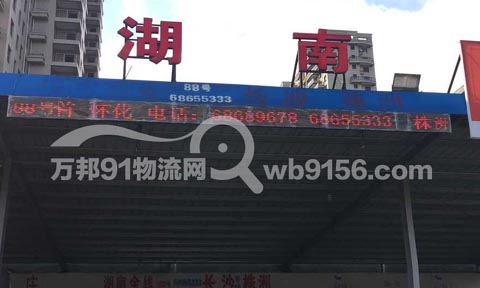 湖南
88号
68655333
88号首 怀化 电话：68689678 68655333 株洲
万邦91物流网 wb9156.com
湖南全线 长沙株洲